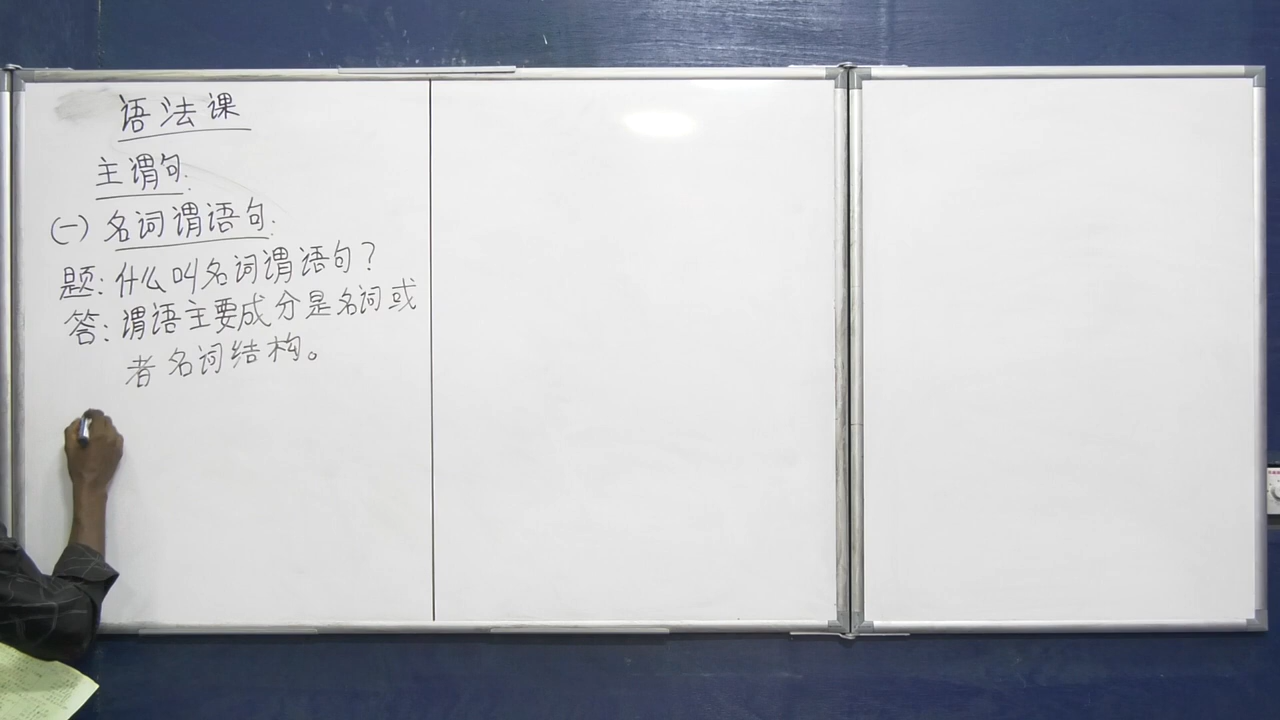 语法课
主谓句.
(一) 名词谓语句.
题: 什么叫名词谓语句?
答: 谓语主要成分是名词或
者名词结构。